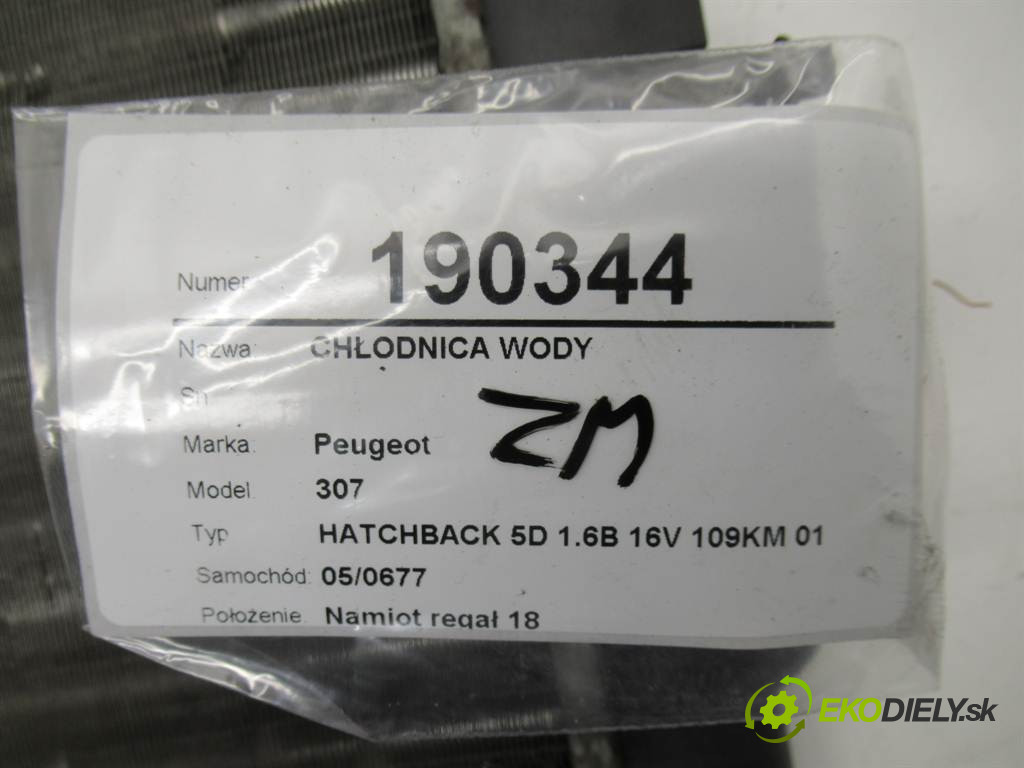 Numer 190344
Nazwa: CHŁODNICA WODY
Sn
Marka: Peugeot
ZM
Model: 307
Typ HATCHBACK 5D 1.6B 16V 109KM 01
Samochód: 05/0677
Położenie: Namiot regał 18
EKODIELY.sk